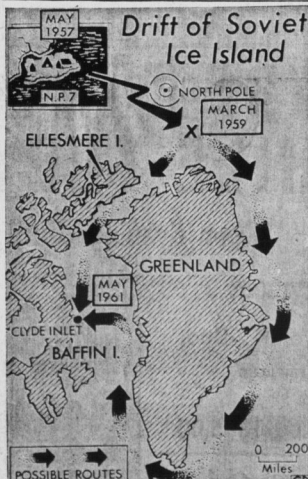 Drift of Soviet
Ice Island
MAY
1957
N.P.7
NORTH POLE
MARCH
1959
X
ELLESMERE I.
GREENLAND
MAY
1961
CLYDE INLET
BAFFIN I.
0 200
Miles
POSSIBLE ROUTES